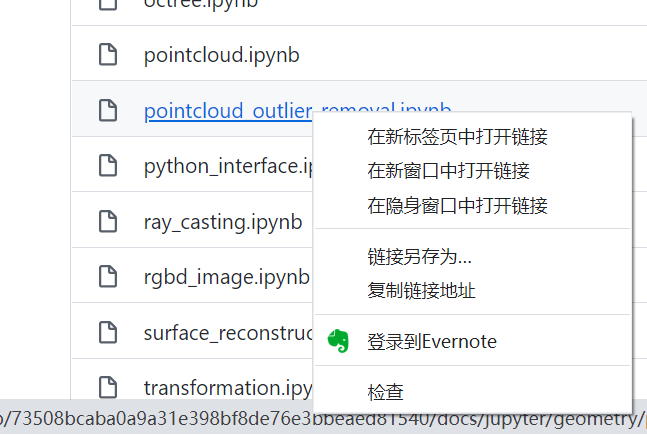 octree.ipynb
pointcloud.ipynb
pointcloud_outlier_removal.ipynb
在新标签页中打开链接
在新窗口中打开链接
python_interface.ip
在隐身窗口中打开链接
ray_casting.ipynb
链接另存为...
rgbd_image.ipynb
复制链接地址
surface_reconstruc
登录到Evernote
transformation.ipy
检查
/73508bcaba0a9a31e398bf8de76e3bbeaed81540/docs/jupyter/geometry/